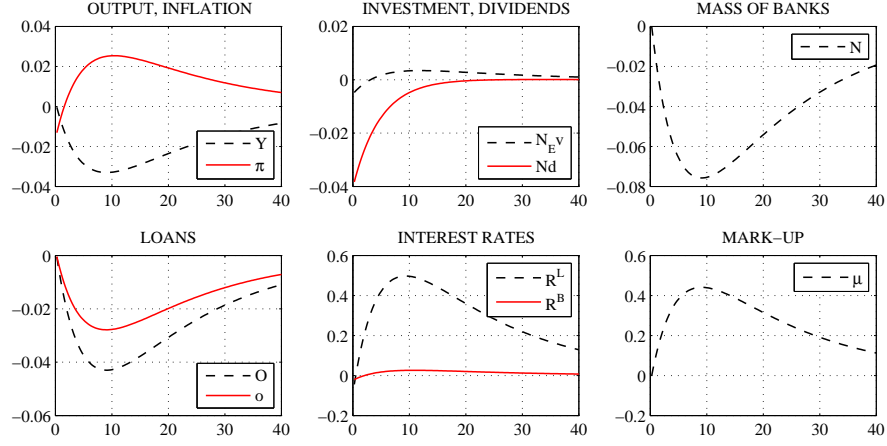 OUTPUT, INFLATION
0.04
0.02
0
−0.02
−0.04
0 10 20 30 40
Y
π
INVESTMENT, DIVIDENDS
0.02
0
−0.02
−0.04
0 10 20 30 40
N_E v
Nd
MASS OF BANKS
0
−0.02
−0.04
−0.06
−0.08
0 10 20 30 40
N
LOANS
0
−0.02
−0.04
−0.06
0 10 20 30 40
O
o
INTEREST RATES
0.6
0.4
0.2
0
−0.2
0 10 20 30 40
R^L
R^B
MARK−UP
0.6
0.4
0.2
0
−0.2
0 10 20 30 40
μ